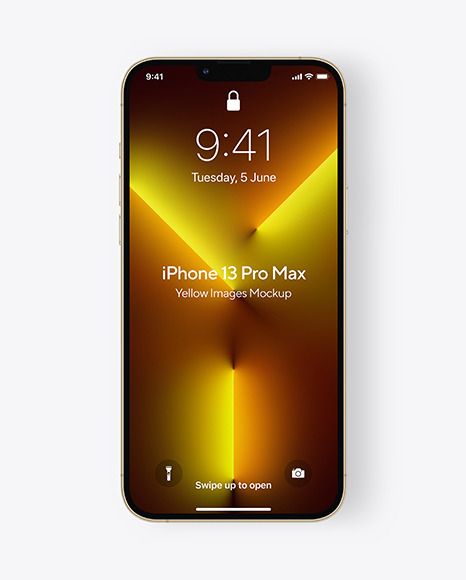 9:41
9:41
Tuesday, 5 June
iPhone 13 Pro Max
Yellow Images Mockup
Swipe up to open